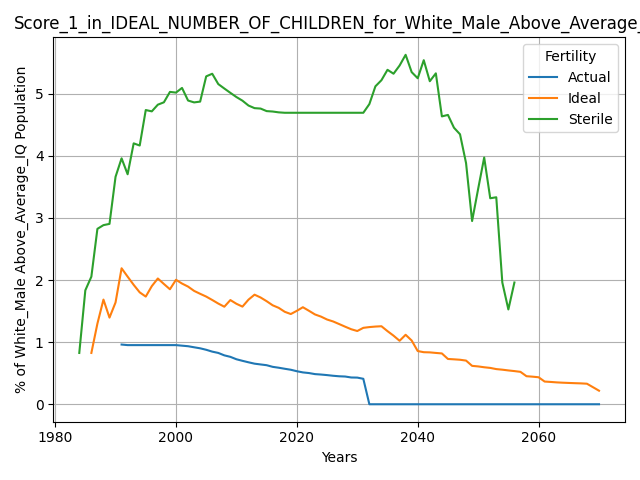 Score_1_in_IDEAL_NUMBER_OF_CHILDREN_for_White_Male_Above_Average_
Fertility
Actual
Ideal
Sterile
% of White_Male Above_Average_IQ Population
5
4
3
2
1
0
1980
2000
2020
2040
2060
Years